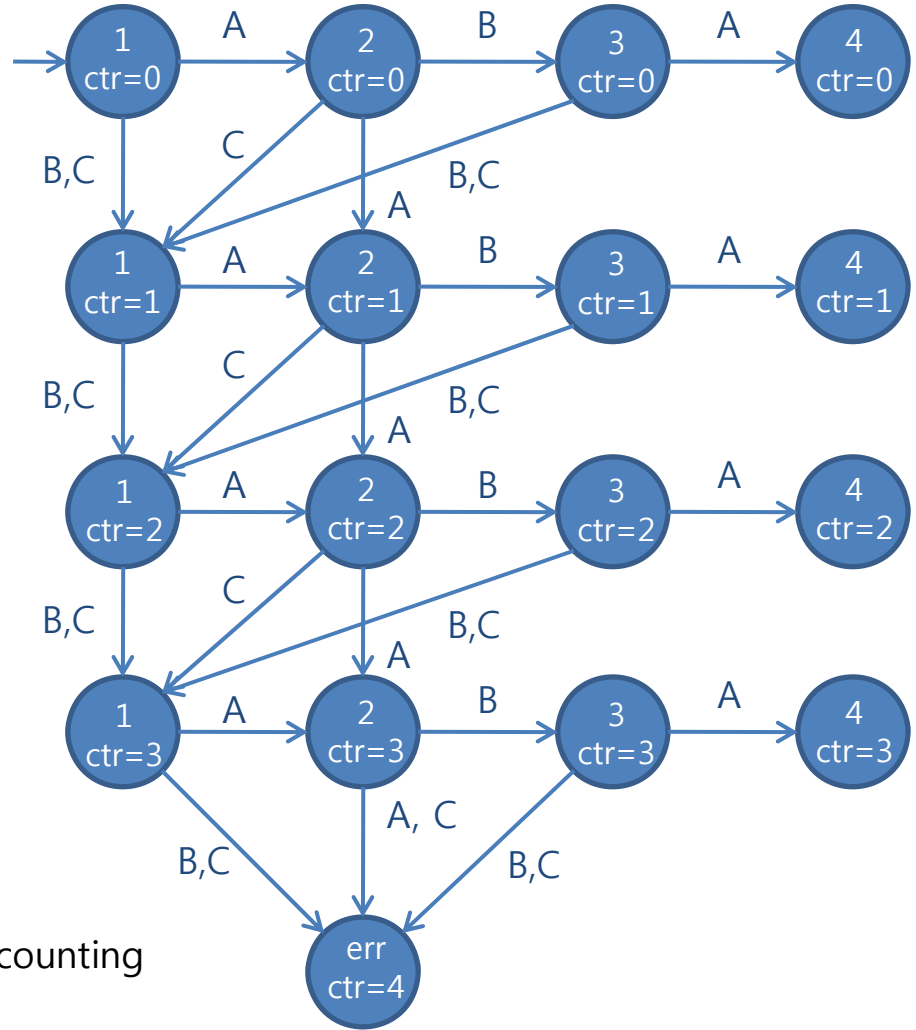 A
B
A
1
ctr=0
2
ctr=0
3
ctr=0
4
ctr=0
B,C
C
B,C
A
A
B
A
1
ctr=1
2
ctr=1
3
ctr=1
4
ctr=1
B,C
C
B,C
A
A
B
A
1
ctr=2
2
ctr=2
3
ctr=2
4
ctr=2
B,C
C
B,C
A
A
B
A
1
ctr=3
2
ctr=3
3
ctr=3
4
ctr=3
A, C
B,C
B,C
err
ctr=4
counting